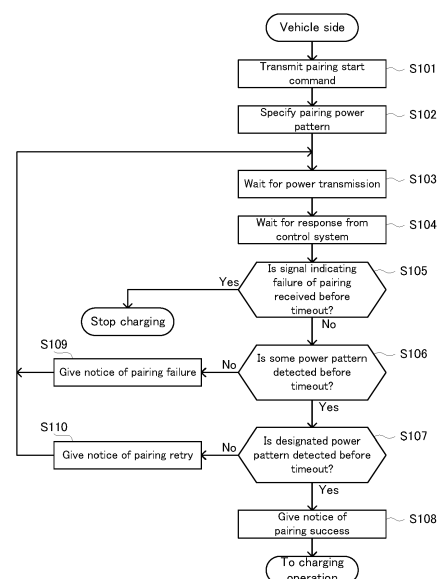 Vehicle side
Transmit pairing start
command
S101
Specify pairing power
pattern
S102
Wait for power transmission
S103
Wait for response from
control system
S104
Is signal indicating
failure of pairing
received before
timeout?
S105
Yes
No
Stop charging
Is some power pattern
detected before
timeout?
S106
No
Yes
S109
Give notice of pairing failure
Is designated power
pattern detected before
timeout?
S107
No
Yes
S110
Give notice of pairing retry
Give notice of
pairing success
S108
To charging
operation